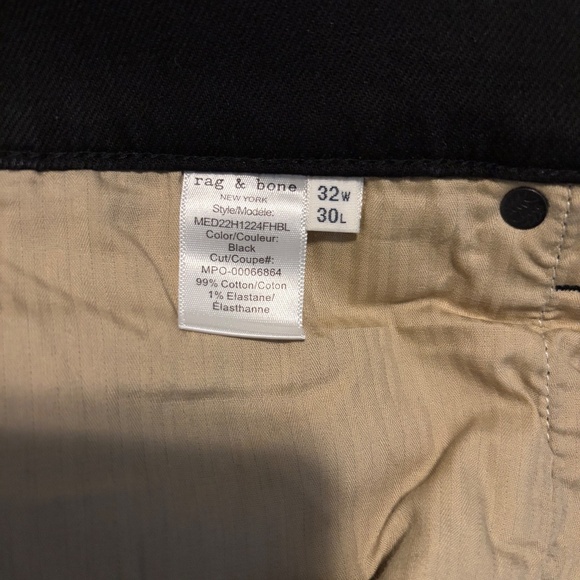 rag & bone
NEW YORK
Style/Modèle:
MED22H1224FHBL
Color/Couleur:
Black
Cut/Coupe#:
MPO-00066864
99% Cotton/Coton
1% Elastane/
Élasthanne
32W
30L